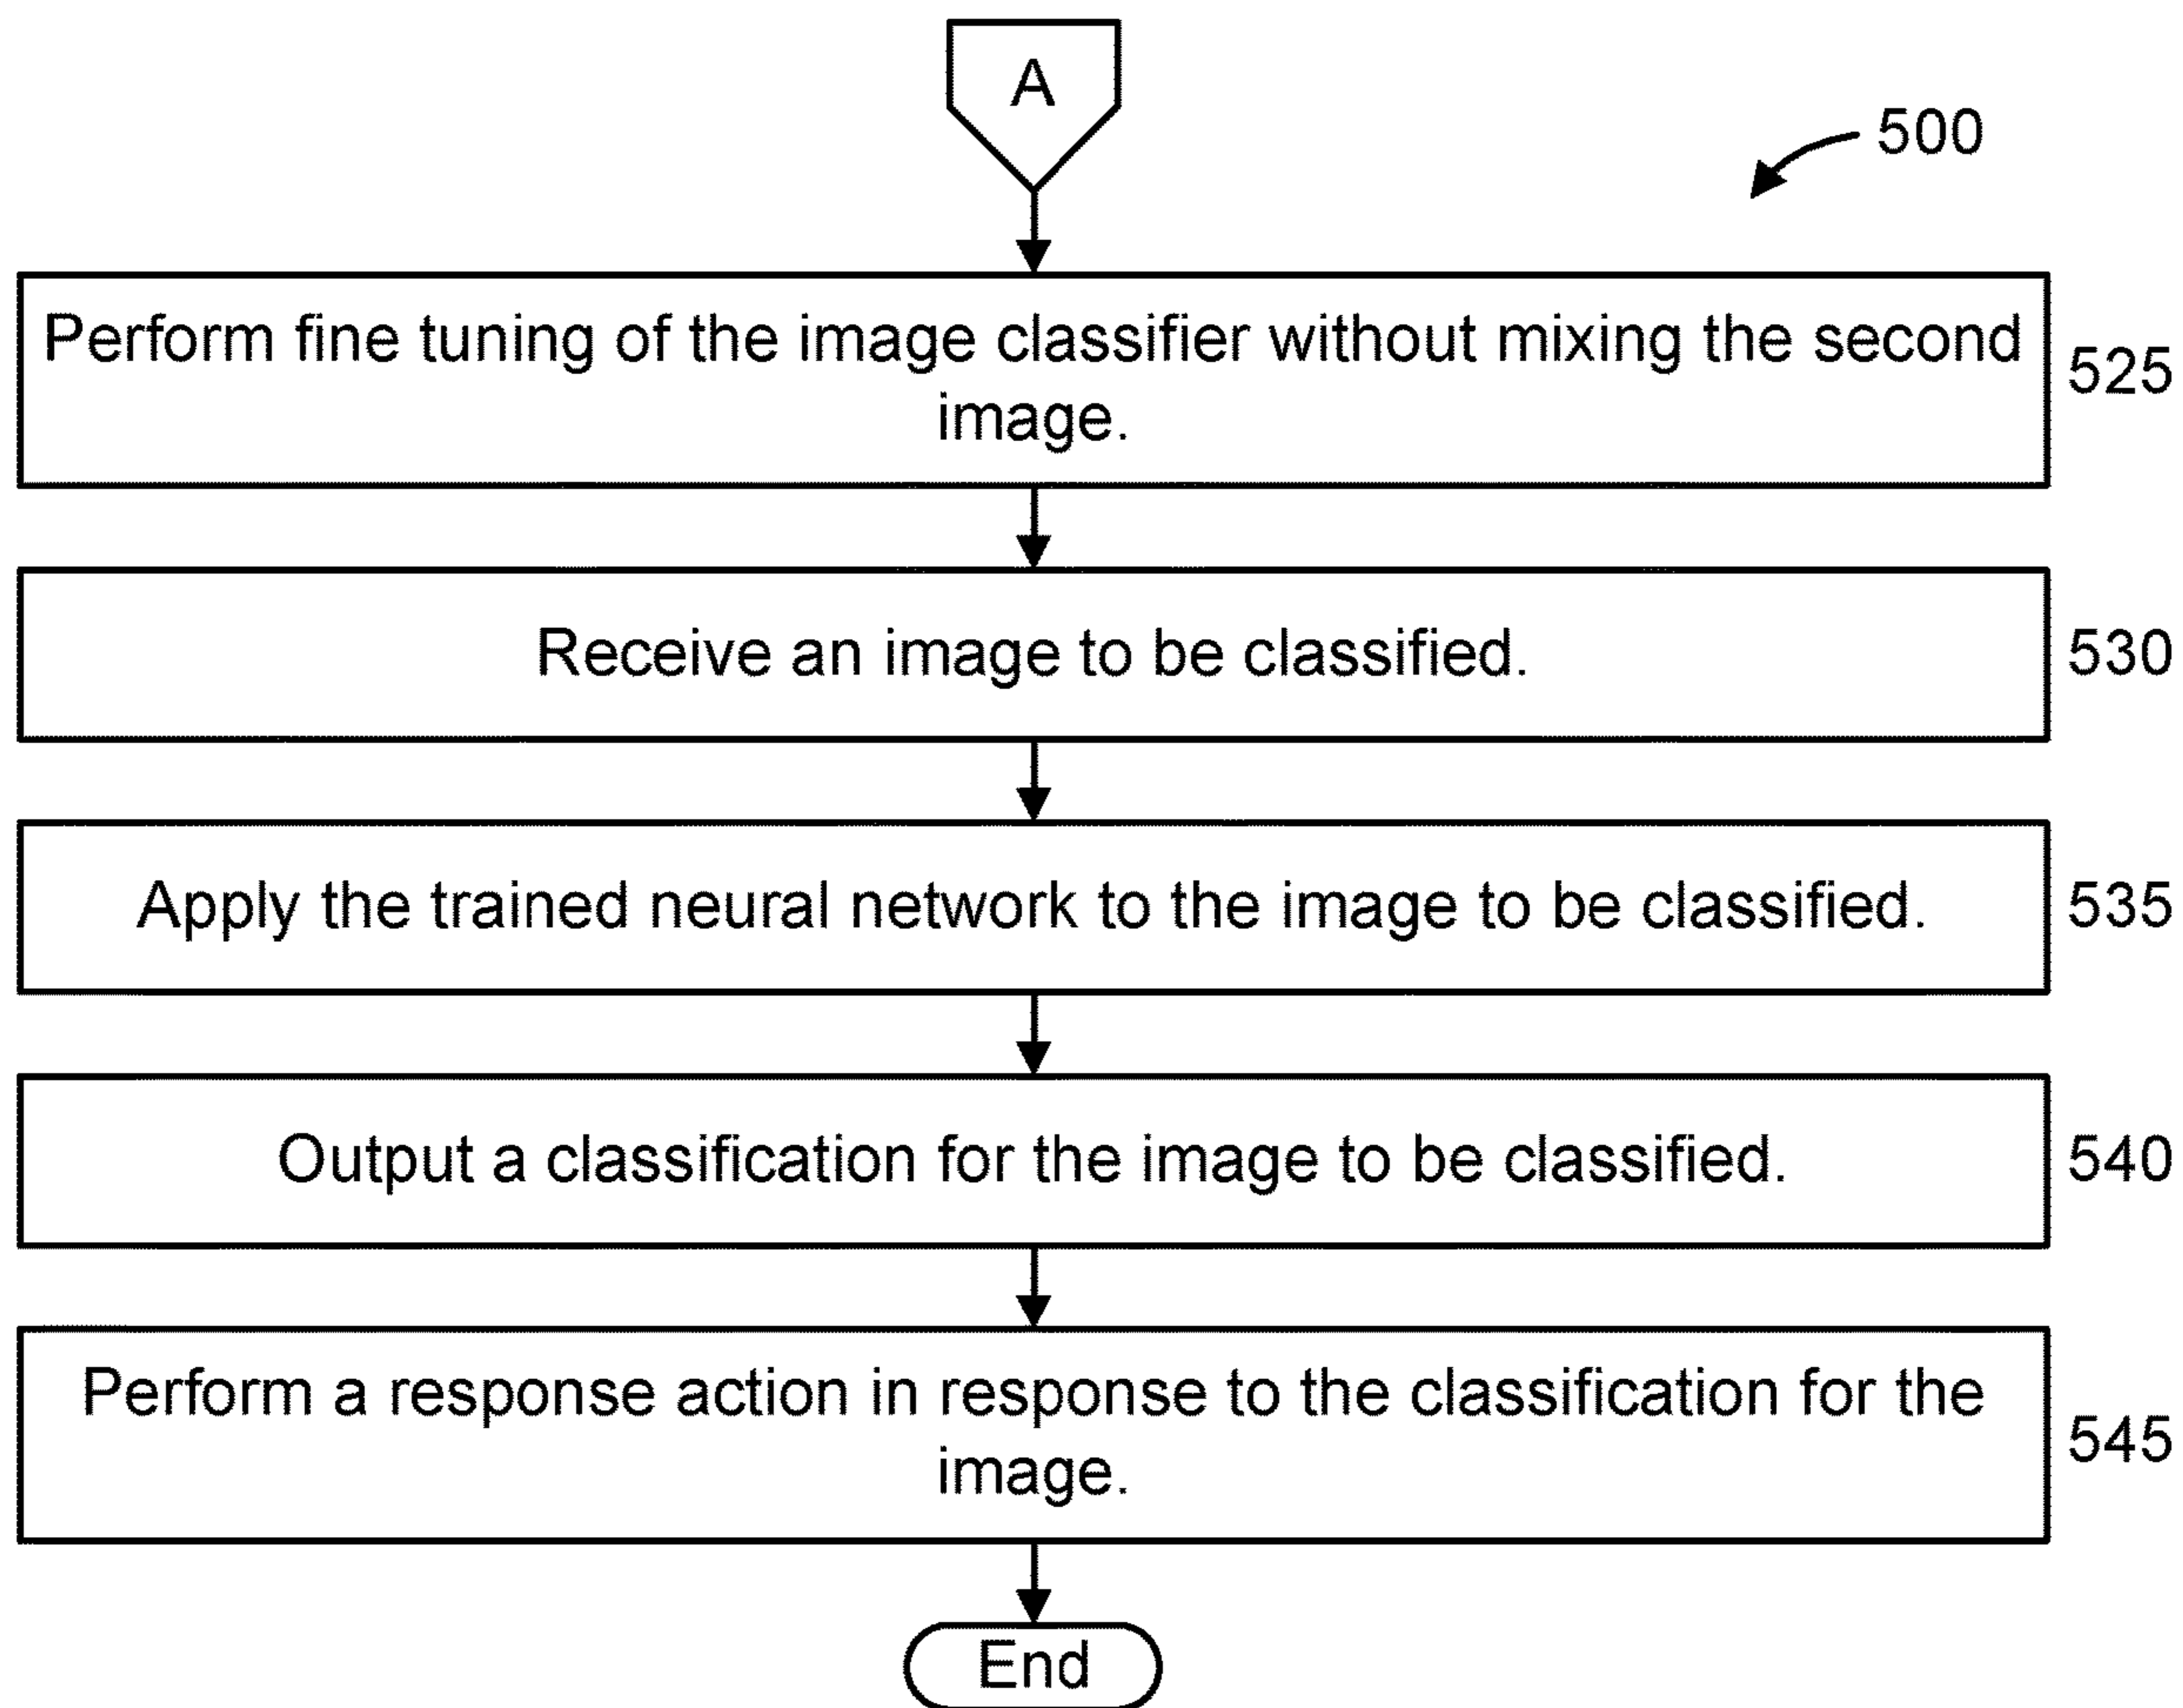 A
500
Perform fine tuning of the image classifier without mixing the second
image.
525
Receive an image to be classified.
530
Apply the trained neural network to the image to be classified.
535
Output a classification for the image to be classified.
540
Perform a response action in response to the classification for the
image.
545
End